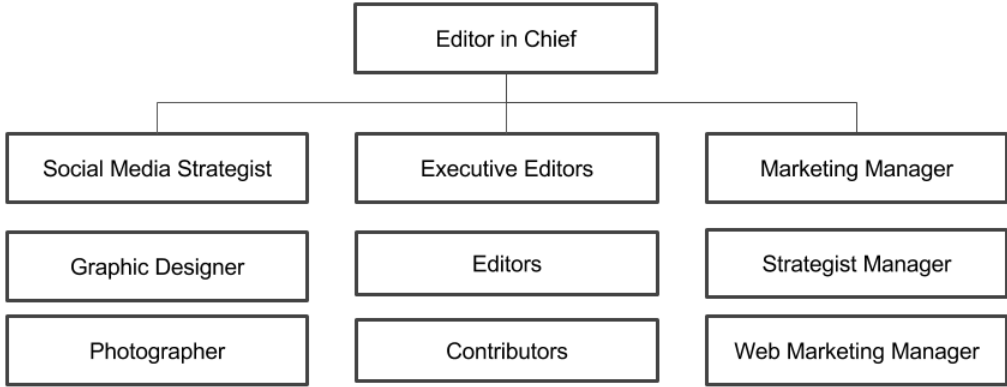 Editor in Chief
Social Media Strategist
Executive Editors
Marketing Manager
Graphic Designer
Editors
Strategist Manager
Photographer
Contributors
Web Marketing Manager